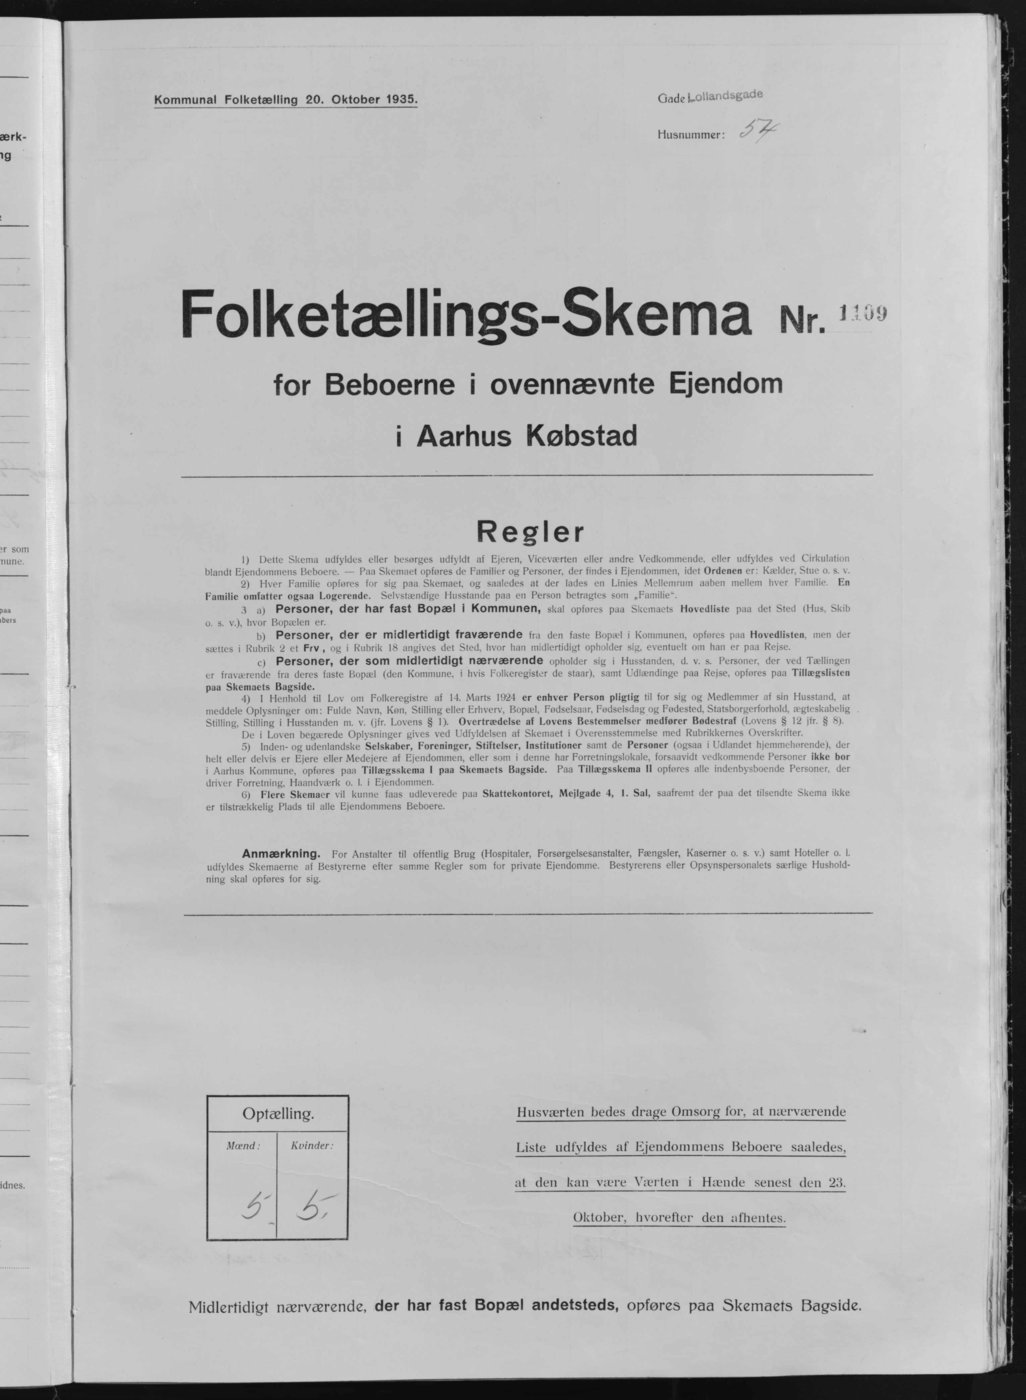 Kommunal Folketælling 20. Oktober 1935.
Gade Lollandsgade
Husnummer: 54
Folketællings-Skema Nr. 1109
for Beboerne i ovennævnte Ejendom
i Aarhus Købstad
Regler
1) Dette Skema udfyldes eller besørges udfyldt af Ejeren, Viceværten eller andre Vedkommende, eller udfyldes ved Cirkulation
blandt Ejendommens Beboere. — Paa Skemaet opføres de Familier og Personer, der findes i Ejendommen, idet Ordenen er: Kælder, Stue o. s. v.
2) Hver Familie opføres for sig paa Skemaet, og saaledes at der lades en Linies Mellemrum aaben mellem hver Familie. En
Familie omfatter ogsaa Logerende. Selvstændige Husstande paa en Person betragtes som „Familie“.
3 a) Personer, der har fast Bopæl i Kommunen, skal opføres paa Skemaets Hovedliste paa det Sted (Hus, Skib
o. s. v.), hvor Bopælen er.
b) Personer, der er midlertidigt fraværende fra den faste Bopæl i Kommunen, opføres paa Hovedlisten, men der
sættes i Rubrik 2 et Frv, og i Rubrik 18 angives det Sted, hvor han midlertidigt opholder sig, eventuelt om han er paa Rejse.
c) Personer, der som midlertidigt nærværende opholder sig i Husstanden, d. v. s. Personer, der ved Tællingen
er fraværende fra deres faste Bopæl (den Kommune, i hvis Folkeregister de staar), samt Udlændinge paa Rejse, opføres paa Tillægslisten
paa Skemaets Bagside.
4) I Henhold til Lov om Folkeregistre af 14. Marts 1924 er enhver Person pligtig til for sig og Medlemmer af sin Husstand, at
meddele Oplysninger om: Fulde Navn, Køn, Stilling eller Erhverv, Bopæl, Fødselsaar, Fødselsdag og Fødested, Statsborgerforhold, ægteskabelig
Stilling, Stilling i Husstanden m. v. (jfr. Lovens § 1). Overtrædelse af Lovens Bestemmelser medfører Bødestraf (Lovens § 12 jfr. § 8).
De i Loven begærede Oplysninger gives ved Udfyldelsen af Skemaet i Overensstemmelse med Rubrikkernes Overskrifter.
5) Inden- og udenlandske Selskaber, Foreninger, Stiftelser, Institutioner samt de Personer (ogsaa i Udlandet hjemmehørende), der
helt eller delvis er Ejere eller Medejere af Ejendommen, eller som i denne har Forretningslokale, forsaavidt vedkommende Personer ikke bor
i Aarhus Kommune, opføres paa Tillægsskema I paa Skemaets Bagside. Paa Tillægsskema II opføres alle indenbysboende Personer, der
driver Forretning, Haandværk o. l. i Ejendommen.
6) Flere Skemaer vil kunne faas udleverede paa Skattekontoret, Mejlgade 4, 1. Sal, saafremt der paa det tilsendte Skema ikke
er tilstrækkelig Plads til alle Ejendommens Beboere.
Anmærkning. For Anstalter til offentlig Brug (Hospitaler, Forsørgelsesanstalter, Fængsler, Kaserner o. s. v.) samt Hoteller o. l.
udfyldes Skemaerne af Bestyrerne efter samme Regler som for private Ejendomme. Bestyrerens eller Opsynspersonalets særlige Hushold-
ning skal opføres for sig.
Optælling.
Mænd: Kvinder:
5 5
Husværten bedes drage Omsorg for, at nærværende
Liste udfyldes af Ejendommens Beboere saaledes,
at den kan være Værten i Hænde senest den 23.
Oktober, hvorefter den afhentes.
Midlertidigt nærværende, der har fast Bopæl andetsteds, opføres paa Skemaets Bagside.